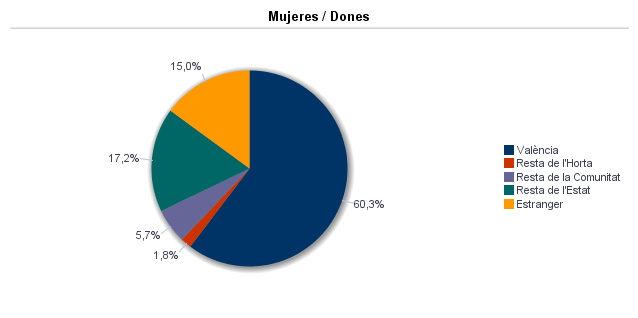 Mujeres / Dones
15,0%
17,2%
5,7%
1,8%
60,3%
València
Resta de l'Horta
Resta de la Comunitat
Resta de l'Estat
Estranger